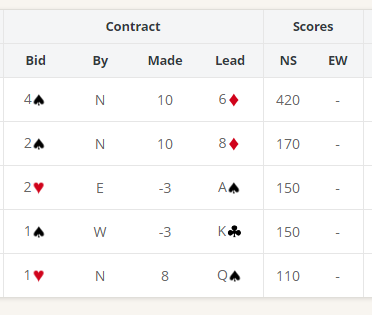 Contract Scores
Bid By Made Lead NS EW
4♠ N 10 6♦ 420 -
2♠ N 10 8♦ 170 -
2♥ E -3 A♠ 150 -
1♠ W -3 K♣ 150 -
1♥ N 8 Q♠ 110 -